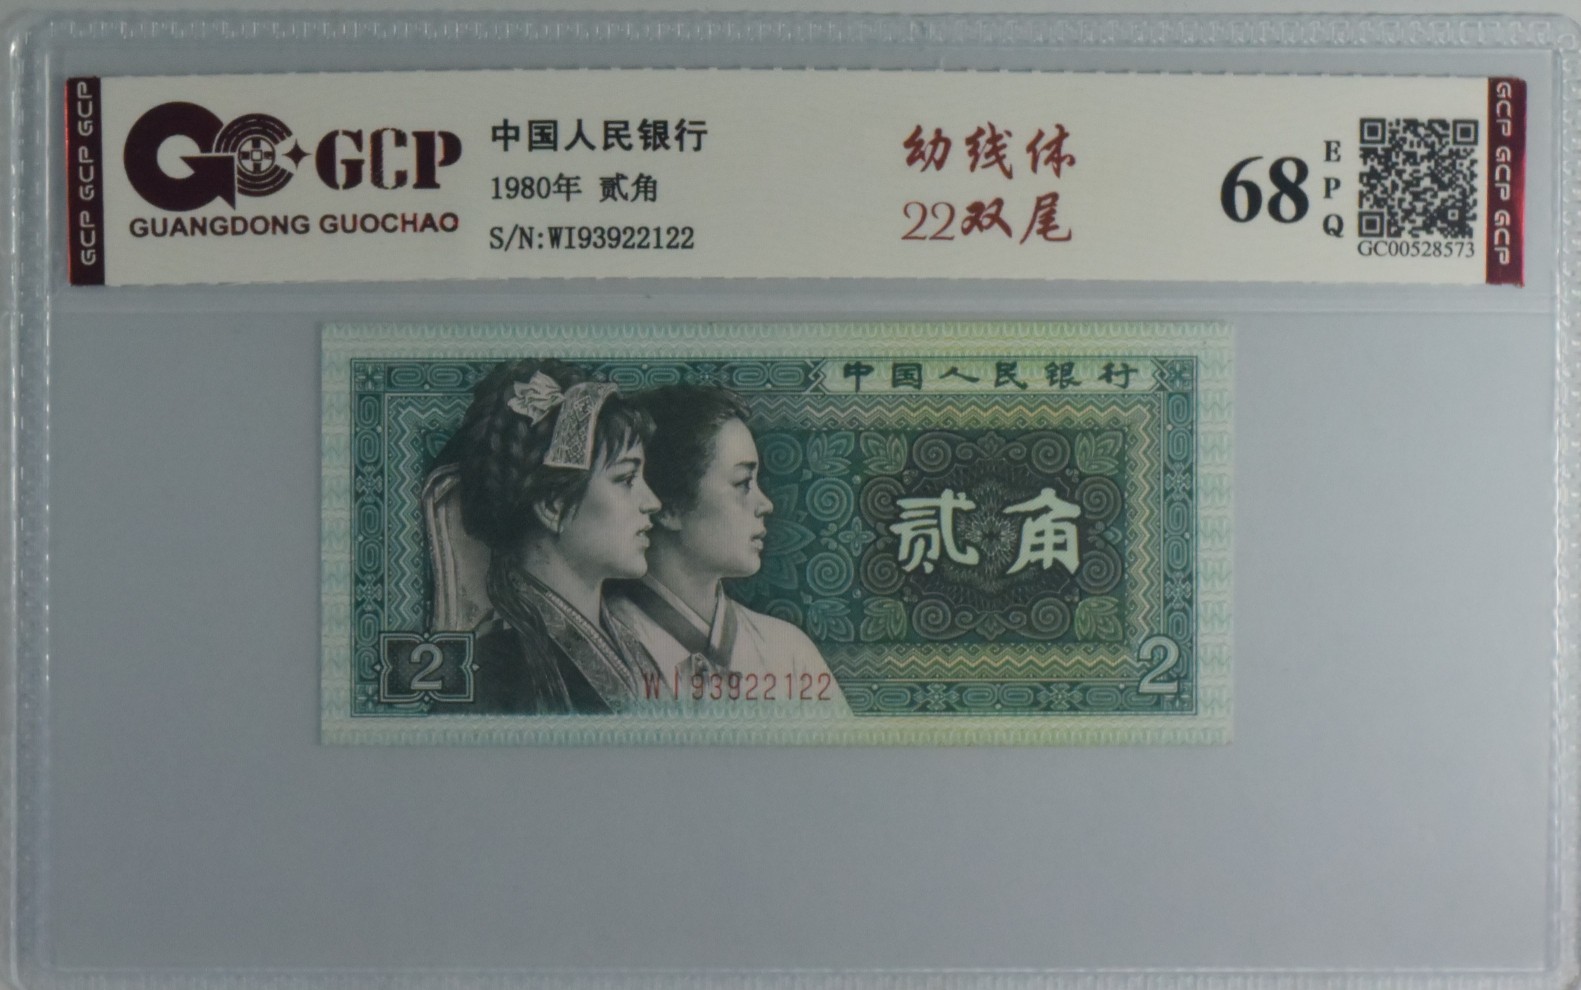 GCP GCP GCP
GCP
GUANGDONG GUOCHAO
中国人民银行
1980年 贰角
S/N:WI93922122
幼线体
22双尾
68
EPQ
GC00528573
GCP GCP GCP
中国人民银行
贰角
2
2
WI93922122